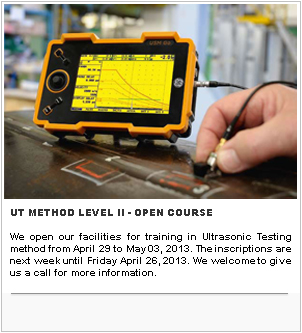 UT METHOD LEVEL II - OPEN COURSE
We open our facilities for training in Ultrasonic Testing
method from April 29 to May 03, 2013. The inscriptions are
next week until Friday April 26, 2013. We welcome to give
us a call for more information.